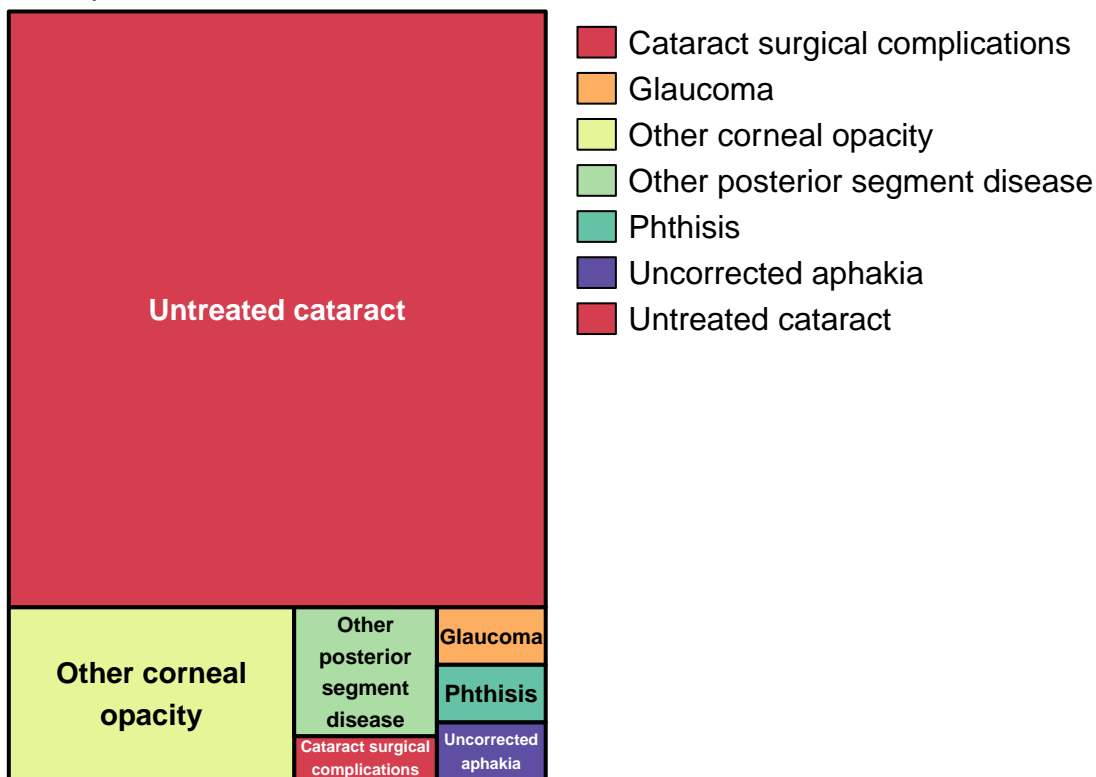 Untreated cataract
Other corneal
opacity
Other
posterior
segment
disease
Cataract surgical
complications
Glaucoma
Phthisis
Uncorrected
aphakia
Cataract surgical complications
Glaucoma
Other corneal opacity
Other posterior segment disease
Phthisis
Uncorrected aphakia
Untreated cataract